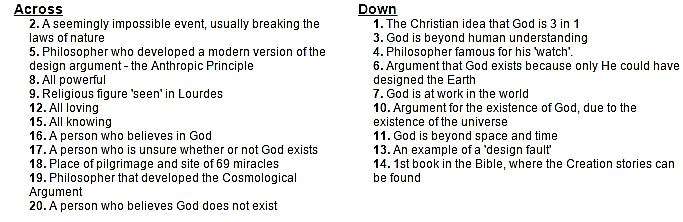 Across
2. A seemingly impossible event, usually breaking the
laws of nature
5. Philosopher who developed a modern version of the
design argument - the Anthropic Principle
8. All powerful
9. Religious figure 'seen' in Lourdes
12. All loving
15. All knowing
16. A person who believes in God
17. A person who is unsure whether or not God exists
18. Place of pilgrimage and site of 69 miracles
19. Philosopher that developed the Cosmological
Argument
20. A person who believes God does not exist
Down
1. The Christian idea that God is 3 in 1
3. God is beyond human understanding
4. Philosopher famous for his 'watch'.
6. Argument that God exists because only He could have
designed the Earth
7. God is at work in the world
10. Argument for the existence of God, due to the
existence of the universe
11. God is beyond space and time
13. An example of a 'design fault'
14. 1st book in the Bible, where the Creation stories can
be found